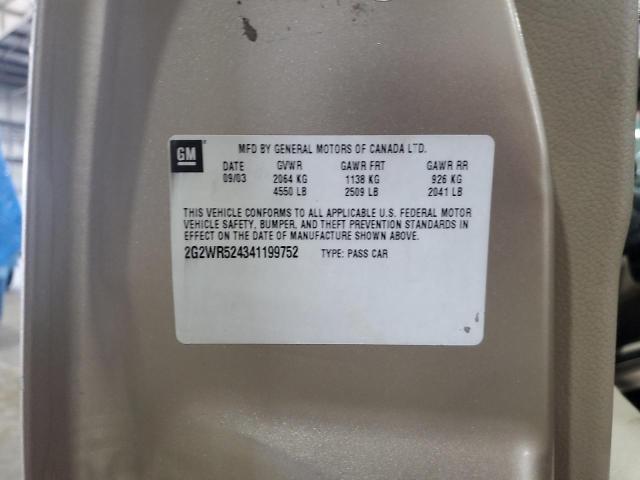 GM
MFD BY GENERAL MOTORS OF CANADA LTD.
DATE GVWR GAWR FRT GAWR RR
09/03 2064 KG 1138 KG 926 KG
4550 LB 2509 LB 2041 LB
THIS VEHICLE CONFORMS TO ALL APPLICABLE U.S. FEDERAL MOTOR
VEHICLE SAFETY, BUMPER, AND THEFT PREVENTION STANDARDS IN
EFFECT ON THE DATE OF MANUFACTURE SHOWN ABOVE.
2G2WR524341199752 TYPE: PASS CAR